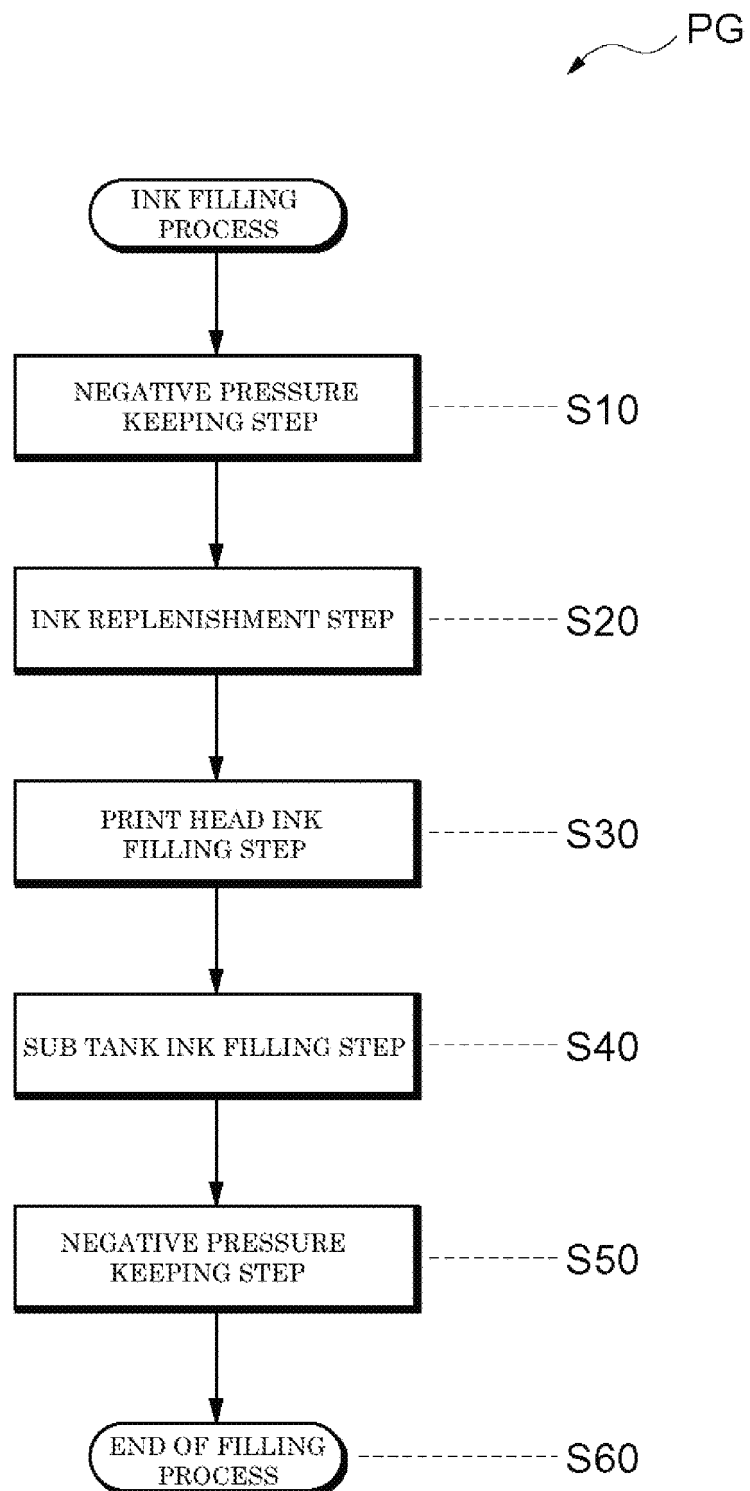 PG
INK FILLING
PROCESS
NEGATIVE PRESSURE
KEEPING STEP
S10
INK REPLENISHMENT STEP
S20
PRINT HEAD INK
FILLING STEP
S30
SUB TANK INK FILLING STEP
S40
NEGATIVE PRESSURE
KEEPING STEP
S50
END OF FILLING
PROCESS
S60